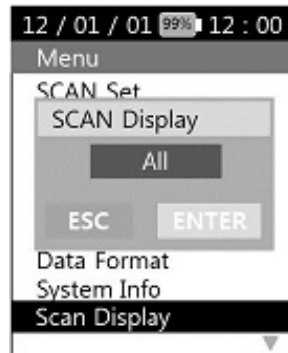 12 / 01 / 01 99% 12 : 00
Menu
SCAN Set
SCAN Display
All
ESC ENTER
Data Format
System Info
Scan Display